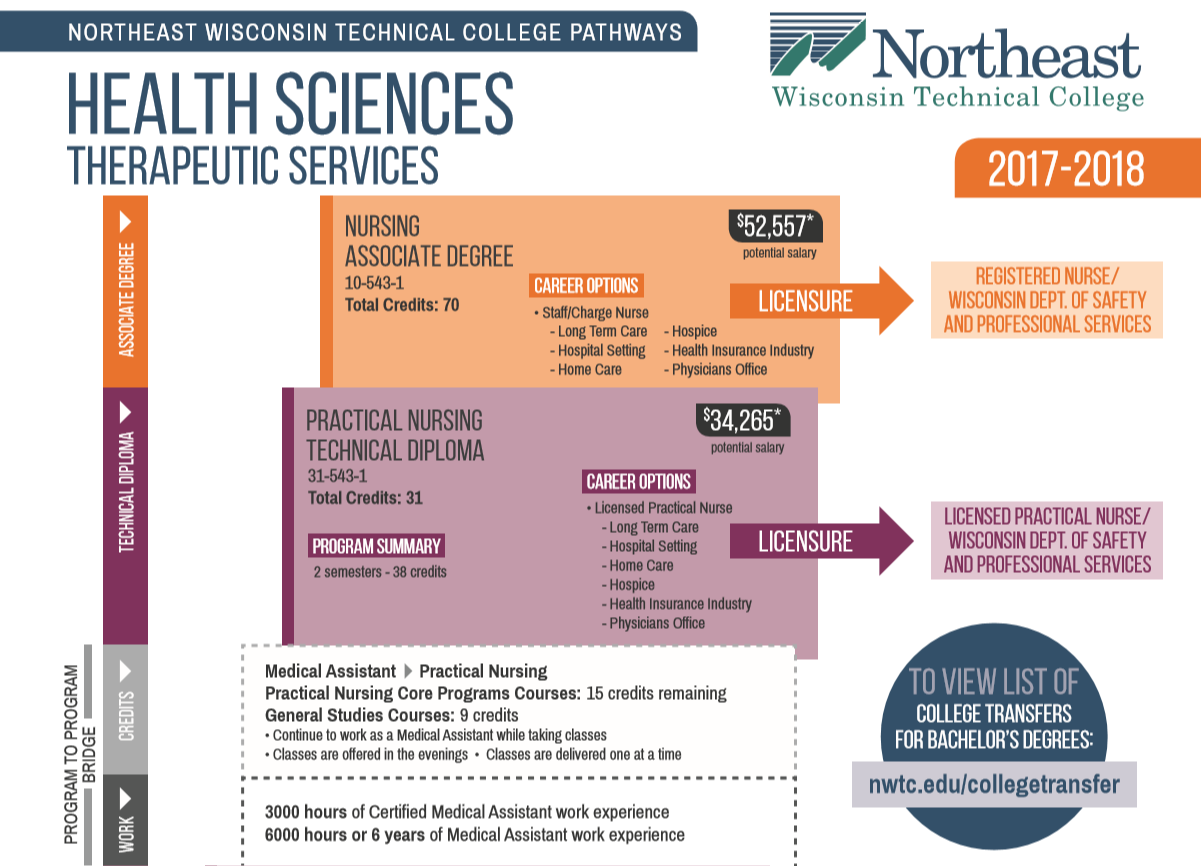 NORTHEAST WISCONSIN TECHNICAL COLLEGE PATHWAYS
Northeast
Wisconsin Technical College
HEALTH SCIENCES
THERAPEUTIC SERVICES
2017-2018
ASSOCIATE DEGREE
NURSING
ASSOCIATE DEGREE
10-543-1
Total Credits: 70
$52,557*
potential salary
CAREER OPTIONS
• Staff/Charge Nurse
- Long Term Care
- Hospital Setting
- Home Care
- Hospice
- Health Insurance Industry
- Physicians Office
LICENSURE
REGISTERED NURSE/
WISCONSIN DEPT. OF SAFETY
AND PROFESSIONAL SERVICES
TECHNICAL DIPLOMA
PRACTICAL NURSING
TECHNICAL DIPLOMA
31-543-1
Total Credits: 31
PROGRAM SUMMARY
2 semesters - 38 credits
$34,265*
potential salary
CAREER OPTIONS
• Licensed Practical Nurse
- Long Term Care
- Hospital Setting
- Home Care
- Hospice
- Health Insurance Industry
- Physicians Office
LICENSURE
LICENSED PRACTICAL NURSE/
WISCONSIN DEPT. OF SAFETY
AND PROFESSIONAL SERVICES
PROGRAM TO PROGRAM
BRIDGE
CREDITS
Medical Assistant Practical Nursing
Practical Nursing Core Programs Courses: 15 credits remaining
General Studies Courses: 9 credits
• Continue to work as a Medical Assistant while taking classes
• Classes are offered in the evenings • Classes are delivered one at a time
WORK
3000 hours of Certified Medical Assistant work experience
6000 hours or 6 years of Medical Assistant work experience
TO VIEW LIST OF
COLLEGE TRANSFERS
FOR BACHELOR'S DEGREES:
nwtc.edu/collegetransfer